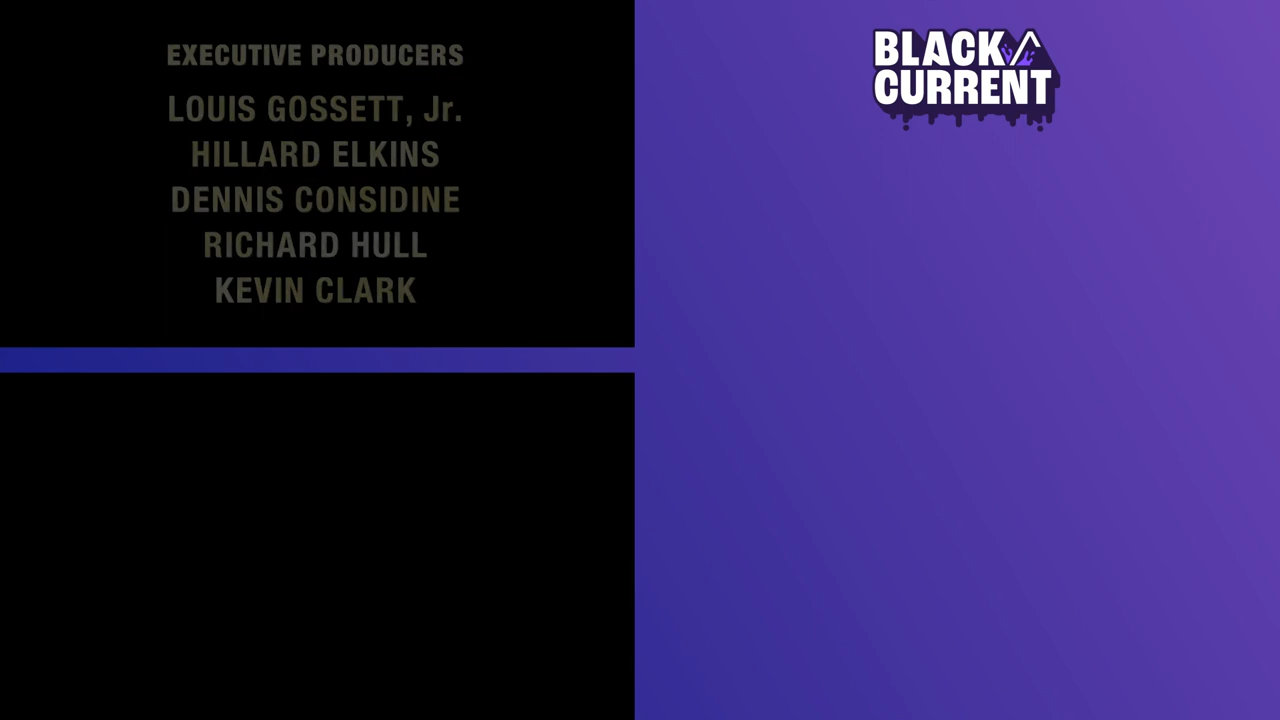 EXECUTIVE PRODUCERS
LOUIS GOSSETT, Jr.
HILLARD ELKINS
DENNIS CONSIDINE
RICHARD HULL
KEVIN CLARK
BLACK
CURRENT